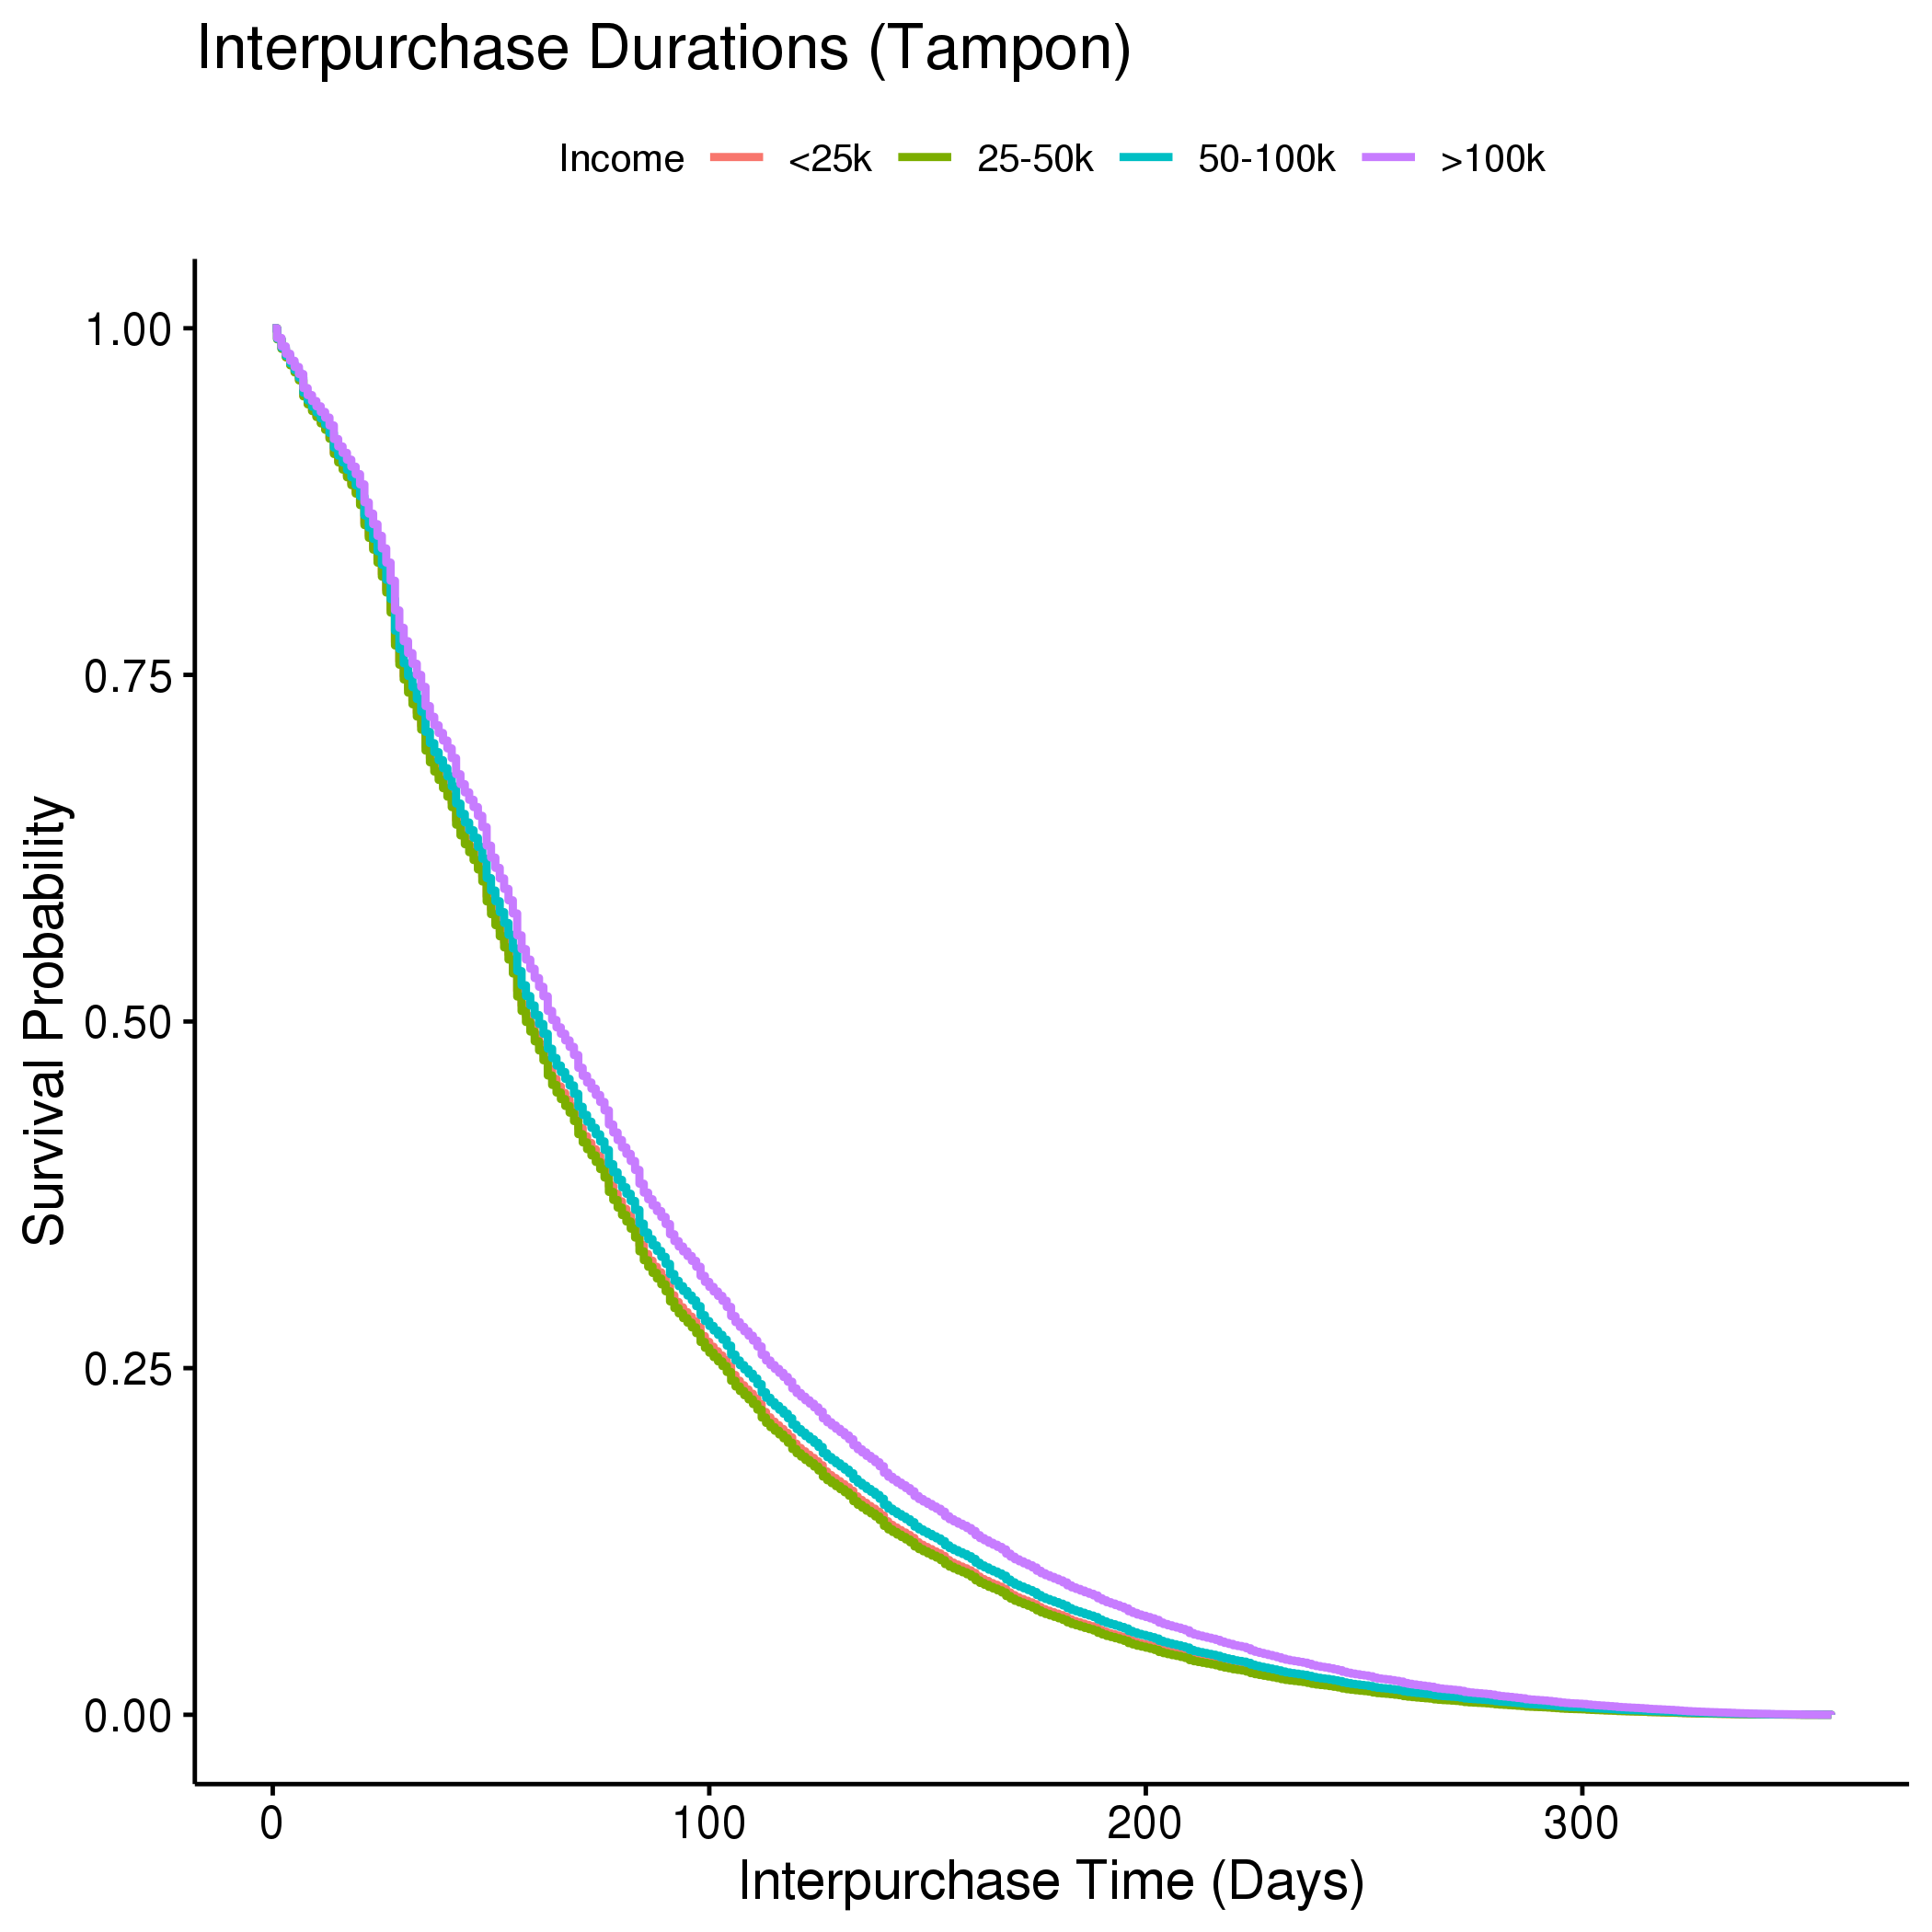 Interpurchase Durations (Tampon)
Income <25k 25-50k 50-100k >100k
1.00
0.75
0.50
0.25
0.00
Survival Probability
0 100 200 300
Interpurchase Time (Days)